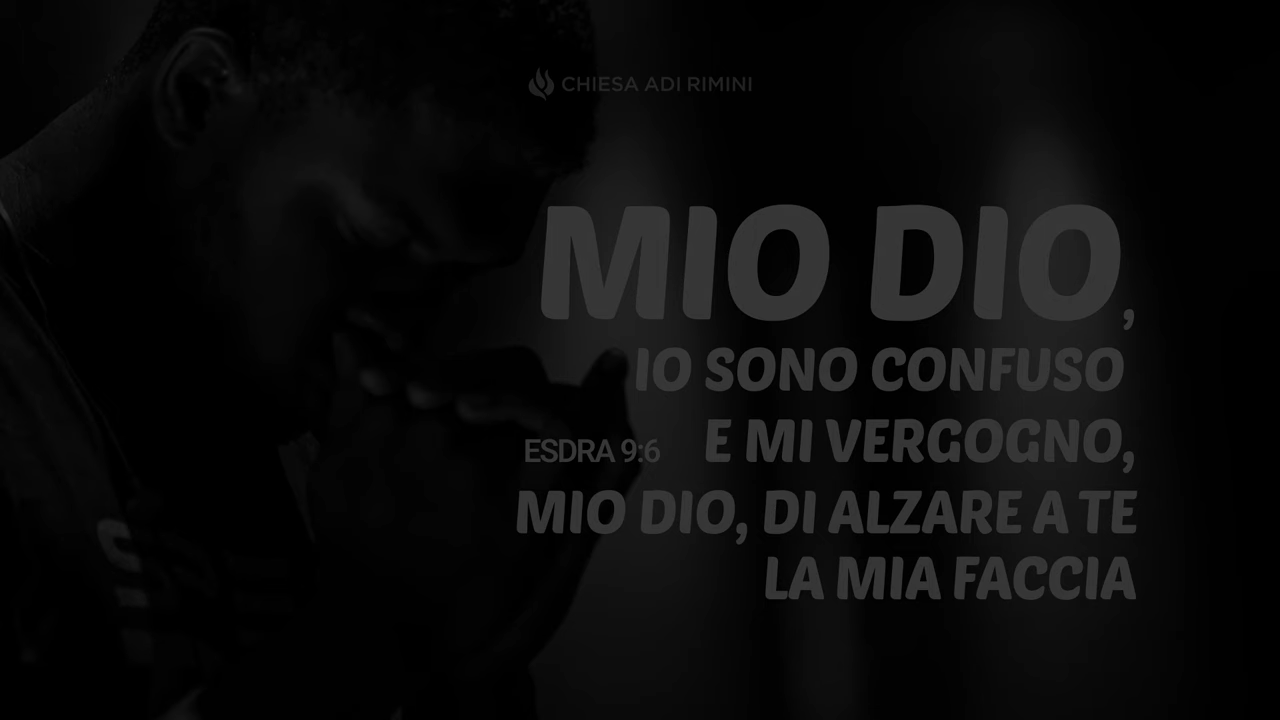 CHIESA ADI RIMINI
MIO DIO,
IO SONO CONFUSO
E MI VERGOGNO,
ESDRA 9:6
MIO DIO, DI ALZARE A TE
LA MIA FACCIA